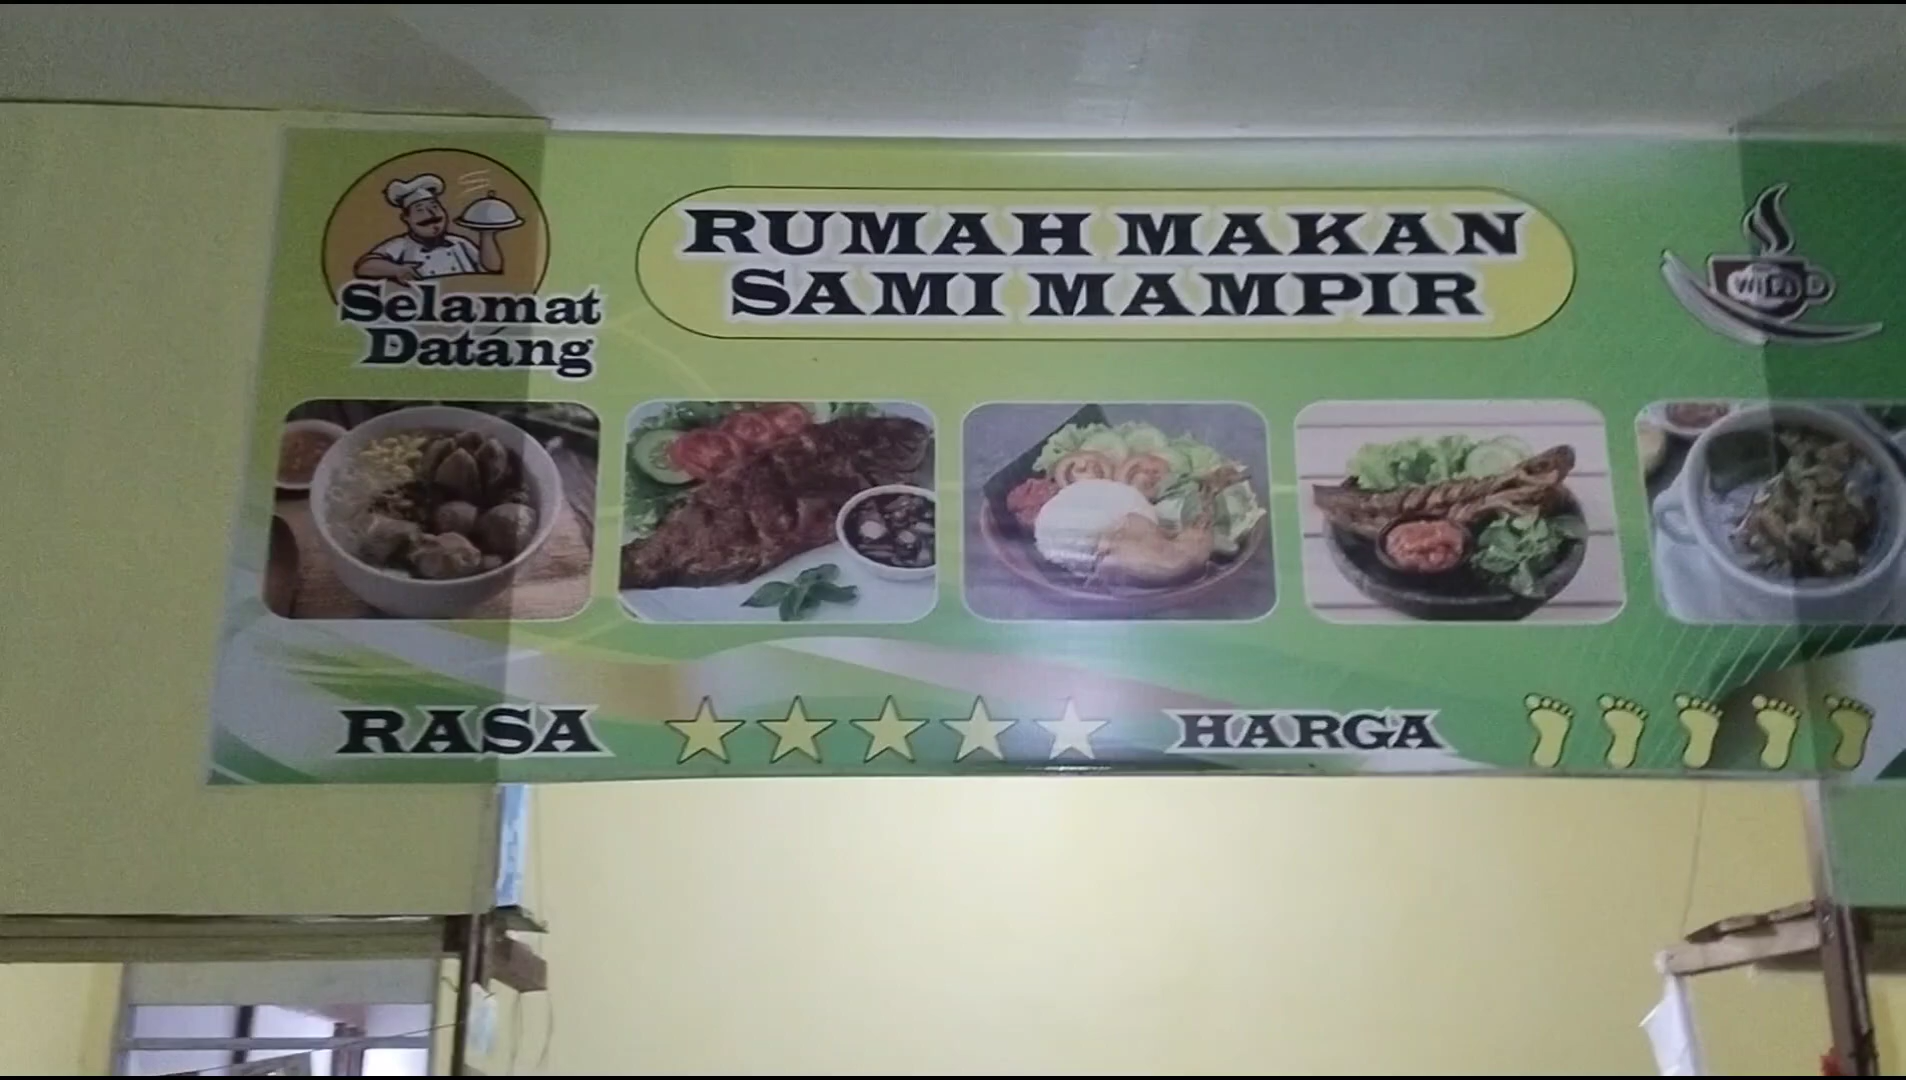 RUMAH MAKAN
SAMI MAMPIR
Selamat
Datang
RASA
HARGA